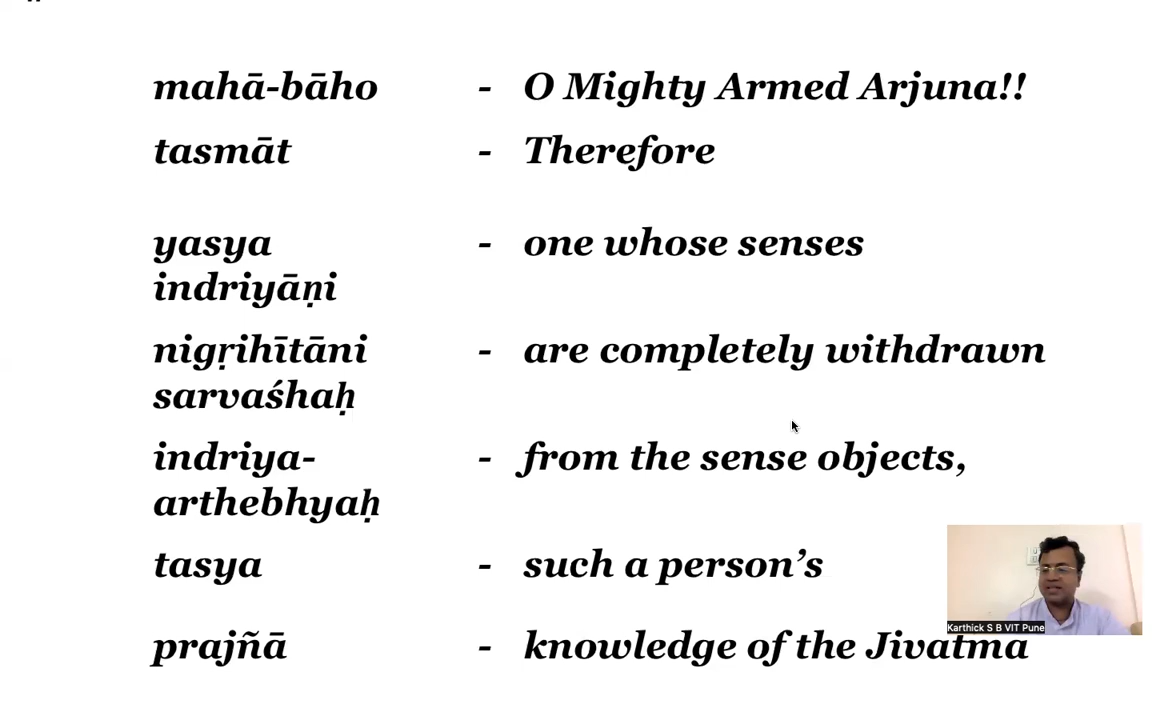 mahā-bāho - O Mighty Armed Arjuna!!
tasmāt - Therefore
yasya - one whose senses
indriyāṇi
nigṛihītāni - are completely withdrawn
sarvaśhaḥ
indriya- - from the sense objects,
arthebhyaḥ
tasya - such a person’s
Karthick S B VIT Pune
prajñā - knowledge of the Jivatma